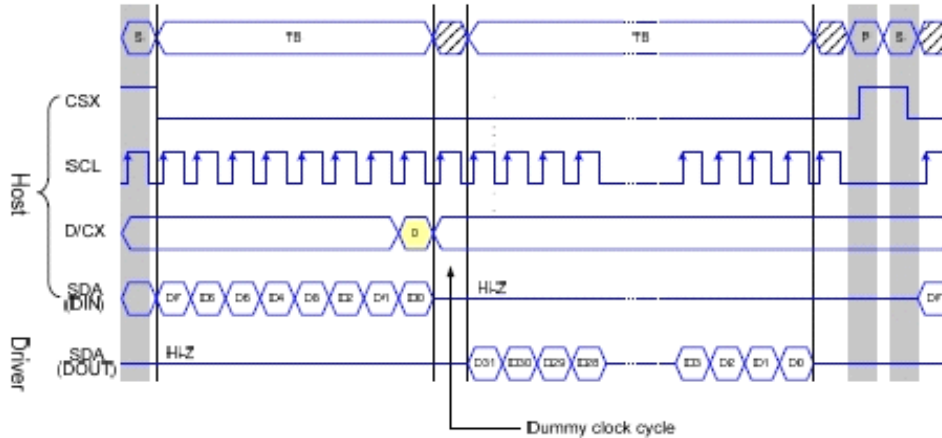 S TB TB P S
CSX
SCL
Host
D/CX D
SDA
(DIN) D7 D6 D5 D4 D3 D2 D1 D0 Hi-Z D7
Driver
SDA
(DOUT) Hi-Z D31 D30 D29 D28 D3 D2 D1 D0
Dummy clock cycle